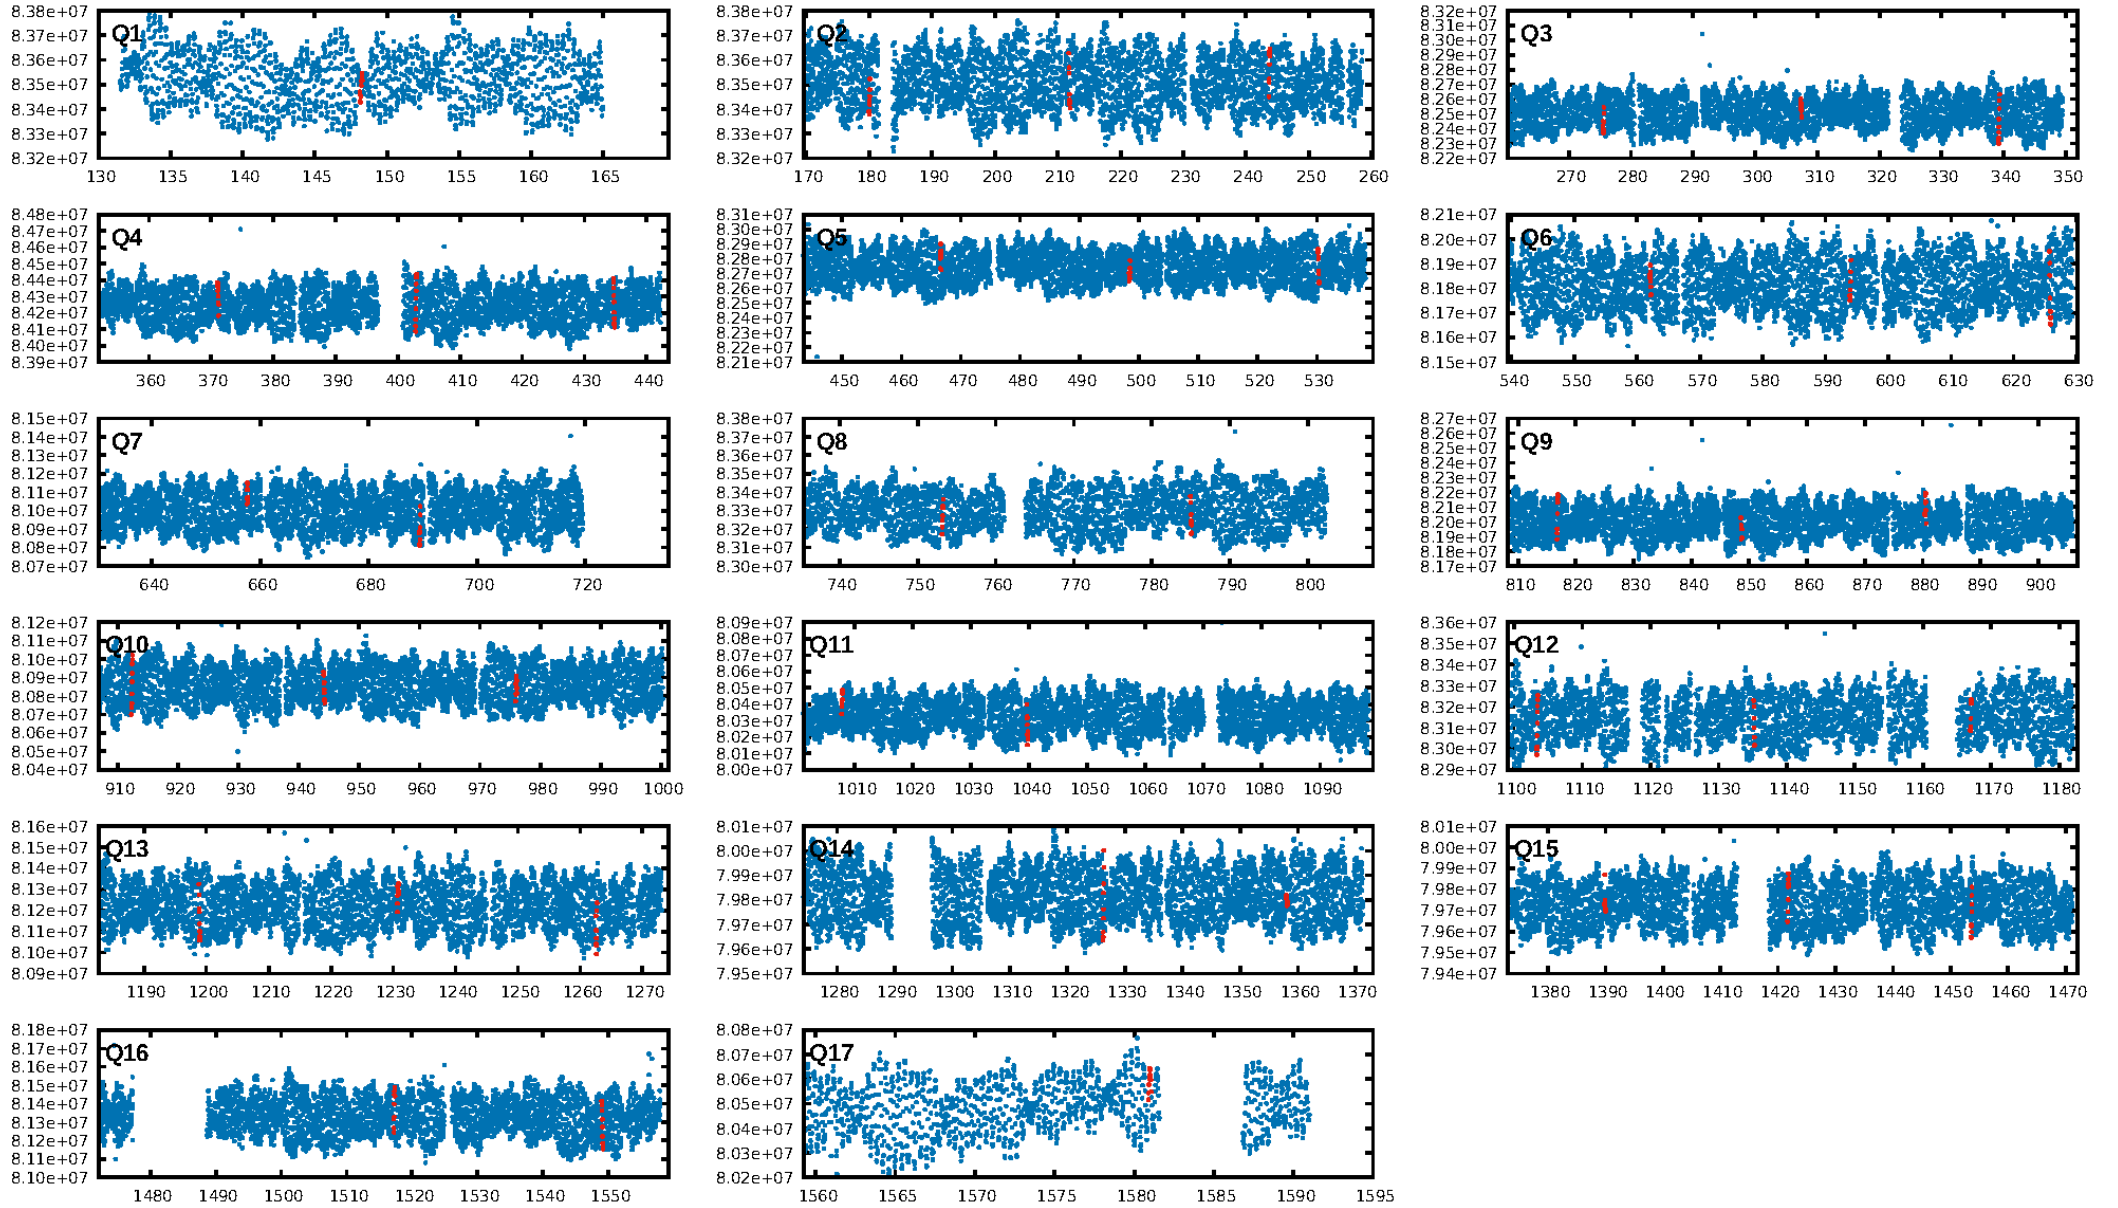 Q1
8.38e+07
8.37e+07
8.36e+07
8.35e+07
8.34e+07
8.33e+07
8.32e+07
130 135 140 145 150 155 160 165
Q2
8.38e+07
8.37e+07
8.36e+07
8.35e+07
8.34e+07
8.33e+07
8.32e+07
170 180 190 200 210 220 230 240 250 260
Q3
8.32e+07
8.31e+07
8.30e+07
8.29e+07
8.28e+07
8.27e+07
8.26e+07
8.25e+07
8.24e+07
8.23e+07
8.22e+07
270 280 290 300 310 320 330 340 350
Q4
8.48e+07
8.47e+07
8.46e+07
8.45e+07
8.44e+07
8.43e+07
8.42e+07
8.41e+07
8.40e+07
8.39e+07
360 370 380 390 400 410 420 430 440
Q5
8.31e+07
8.30e+07
8.29e+07
8.28e+07
8.27e+07
8.26e+07
8.25e+07
8.24e+07
8.23e+07
8.22e+07
8.21e+07
450 460 470 480 490 500 510 520 530
Q6
8.21e+07
8.20e+07
8.19e+07
8.18e+07
8.17e+07
8.16e+07
8.15e+07
540 550 560 570 580 590 600 610 620 630
Q7
8.15e+07
8.14e+07
8.13e+07
8.12e+07
8.11e+07
8.10e+07
8.09e+07
8.08e+07
8.07e+07
640 660 680 700 720
Q8
8.38e+07
8.37e+07
8.36e+07
8.35e+07
8.34e+07
8.33e+07
8.32e+07
8.31e+07
8.30e+07
740 750 760 770 780 790 800
Q9
8.27e+07
8.26e+07
8.25e+07
8.24e+07
8.23e+07
8.22e+07
8.21e+07
8.20e+07
8.19e+07
8.18e+07
8.17e+07
810 820 830 840 850 860 870 880 890 900
Q10
8.12e+07
8.11e+07
8.10e+07
8.09e+07
8.08e+07
8.07e+07
8.06e+07
8.05e+07
8.04e+07
910 920 930 940 950 960 970 980 990 1000
Q11
8.09e+07
8.08e+07
8.07e+07
8.06e+07
8.05e+07
8.04e+07
8.03e+07
8.02e+07
8.01e+07
8.00e+07
1010 1020 1030 1040 1050 1060 1070 1080 1090
Q12
8.36e+07
8.35e+07
8.34e+07
8.33e+07
8.32e+07
8.31e+07
8.30e+07
8.29e+07
1100 1110 1120 1130 1140 1150 1160 1170 1180
Q13
8.16e+07
8.15e+07
8.14e+07
8.13e+07
8.12e+07
8.11e+07
8.10e+07
8.09e+07
1190 1200 1210 1220 1230 1240 1250 1260 1270
Q14
8.01e+07
8.00e+07
7.99e+07
7.98e+07
7.97e+07
7.96e+07
7.95e+07
1280 1290 1300 1310 1320 1330 1340 1350 1360 1370
Q15
8.01e+07
8.00e+07
7.99e+07
7.98e+07
7.97e+07
7.96e+07
7.95e+07
7.94e+07
1380 1390 1400 1410 1420 1430 1440 1450 1460 1470
Q16
8.18e+07
8.17e+07
8.16e+07
8.15e+07
8.14e+07
8.13e+07
8.12e+07
8.11e+07
8.10e+07
1480 1490 1500 1510 1520 1530 1540 1550
Q17
8.08e+07
8.07e+07
8.06e+07
8.05e+07
8.04e+07
8.03e+07
8.02e+07
1560 1565 1570 1575 1580 1585 1590 1595